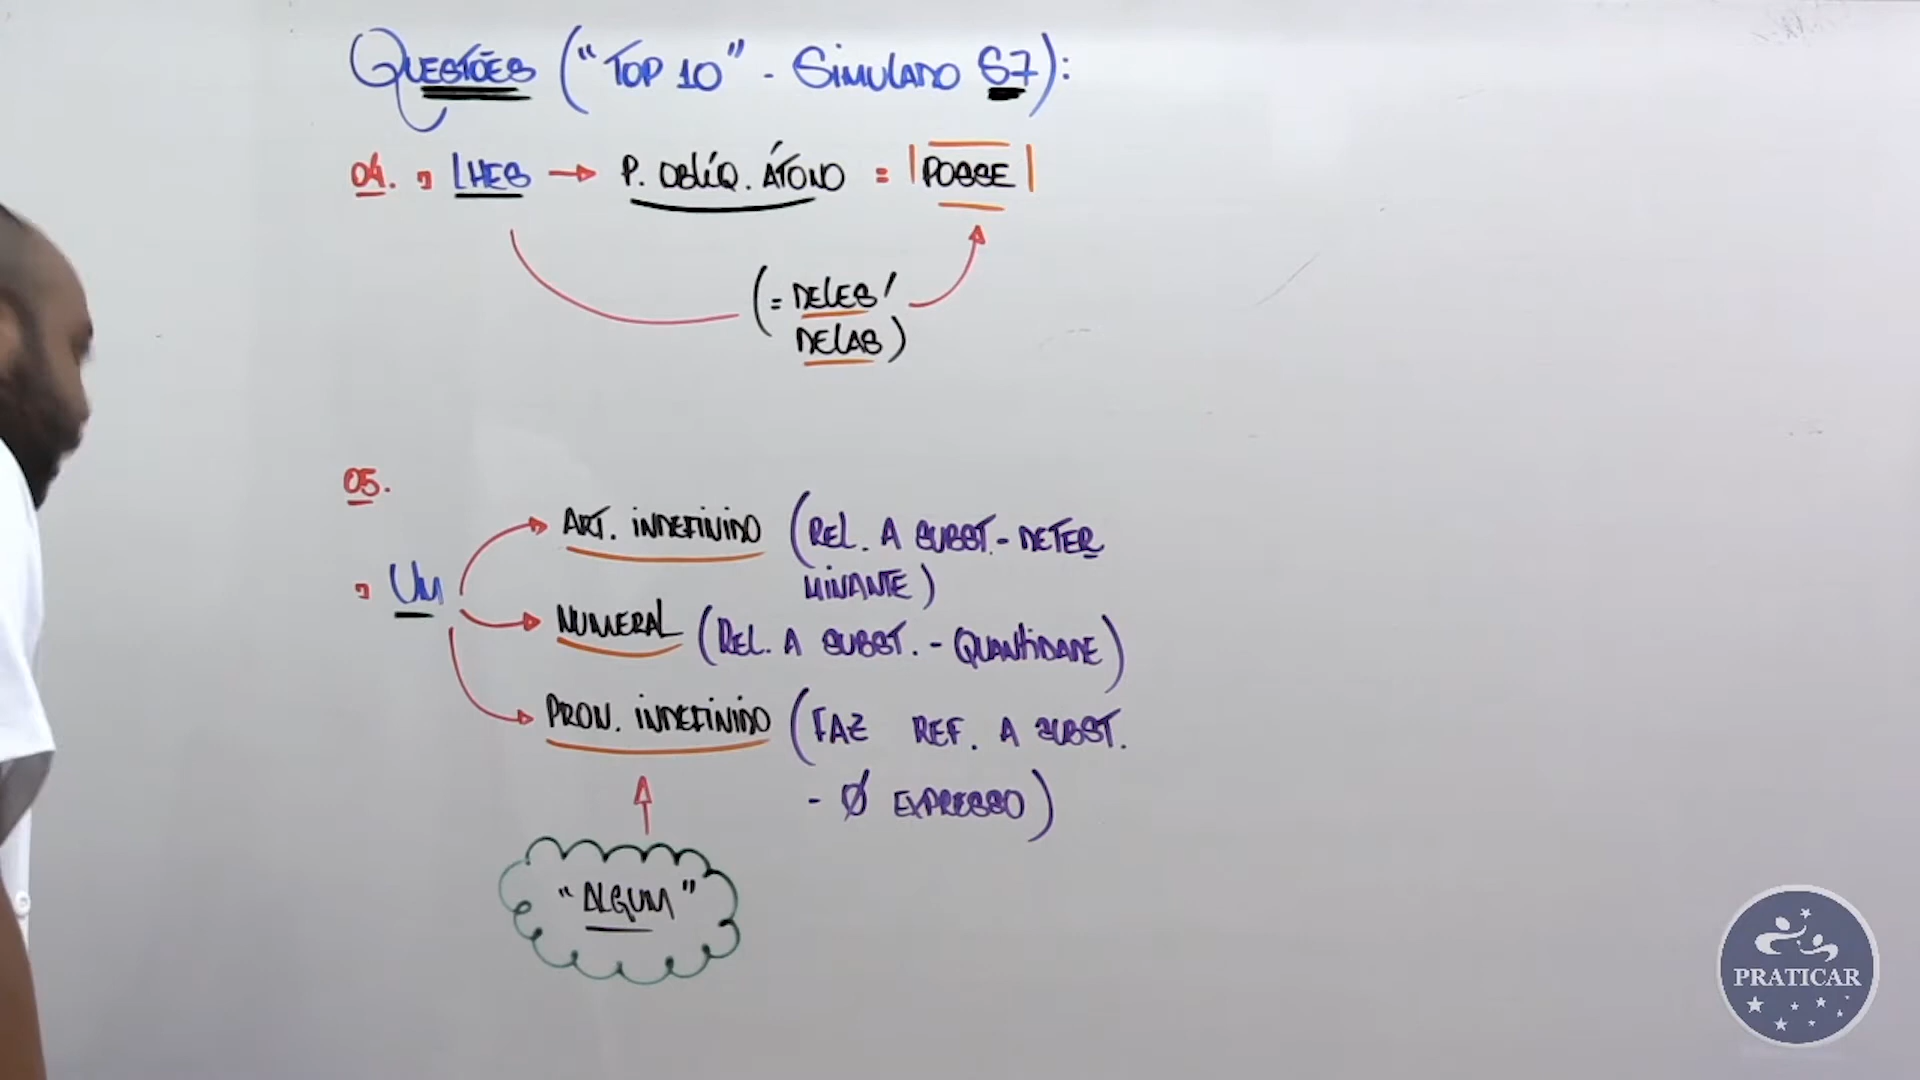 QUESTÕES ("TOP 10" - SIMULADO S7):
04. LHES → P. OBLÍQ. ÁTONO = |POSSE|
(= DELES/
DELAS)
05.
ART. INDEFINIDO (REL. A SUBST. - DETER
MINANTE)
UM
NUMERAL (REL. A SUBST. - QUANTIDADE)
PRON. INDEFINIDO (FAZ REF. A SUBST.
- Ø EXPRESSO)
"ALGUM"
PRATICAR